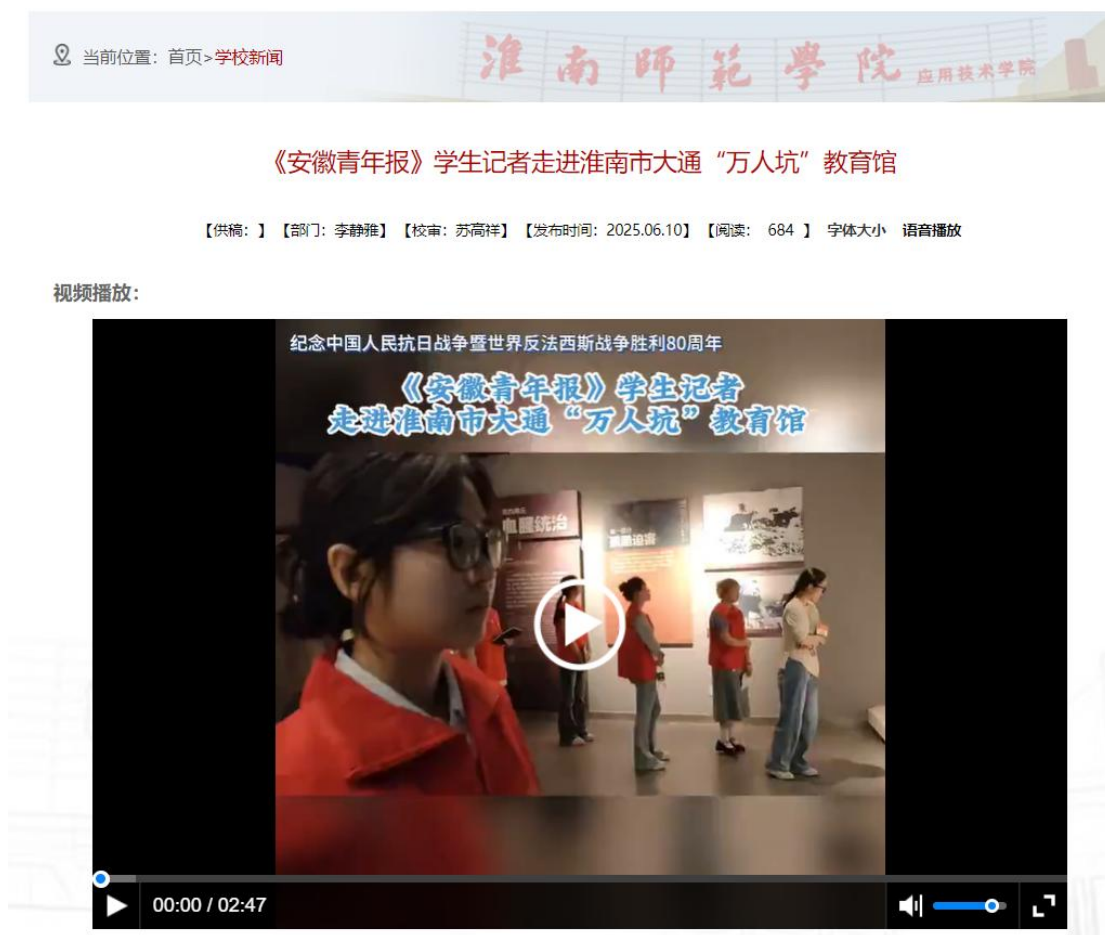 当前位置：首页>学校新闻
淮南师范學院 应用技术学院
《安徽青年报》学生记者走进淮南市大通“万人坑”教育馆
【供稿：】【部门：李静雅】【校审：苏高祥】【发布时间：2025.06.10】【阅读： 684 】 字体大小 语音播放
视频播放：
纪念中国人民抗日战争暨世界反法西斯战争胜利80周年
《安徽青年报》学生记者
走进淮南市大通“万人坑”教育馆
血腥统治
00:00 / 02:47